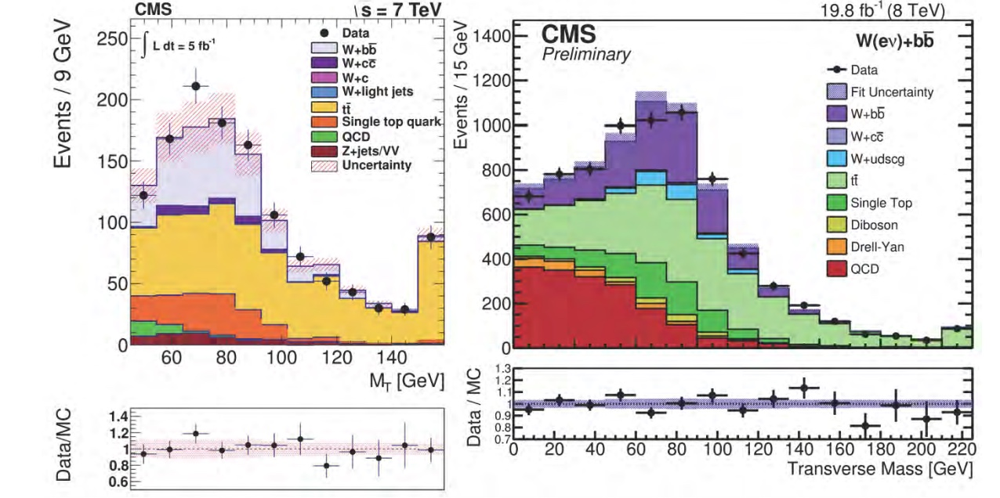 CMS
\s = 7 TeV
∫ L dt = 5 fb-1
Events / 9 GeV
250
200
150
100
50
0
Data
W+bb̄
W+cc̄
W+c
W+light jets
tt̄
Single top quark
QCD
Z+jets/VV
Uncertainty
60 80 100 120 140
MT [GeV]
Data/MC
1.4
1.2
1
0.8
0.6
19.8 fb-1 (8 TeV)
CMS
Preliminary
W(eν)+bb̄
Events / 15 GeV
1400
1200
1000
800
600
400
200
0
Data
Fit Uncertainty
W+bb̄
W+cc̄
W+udscg
tt̄
Single Top
Diboson
Drell-Yan
QCD
Data / MC
1.3
1.2
1.1
1.0
0.9
0.8
0.7
0 20 40 60 80 100 120 140 160 180 200 220
Transverse Mass [GeV]